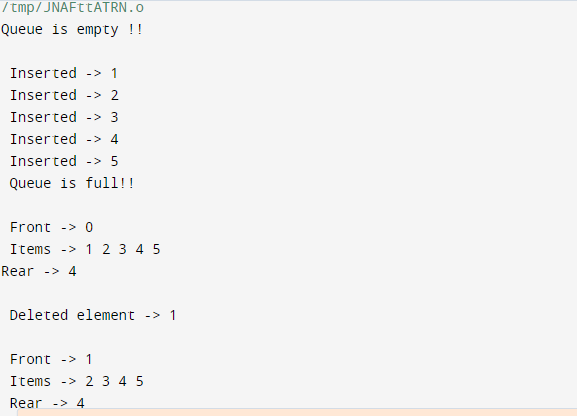 /tmp/JNAFttATRN.o
Queue is empty !!
Inserted -> 1
Inserted -> 2
Inserted -> 3
Inserted -> 4
Inserted -> 5
Queue is full!!
Front -> 0
Items -> 1 2 3 4 5
Rear -> 4
Deleted element -> 1
Front -> 1
Items -> 2 3 4 5
Rear -> 4